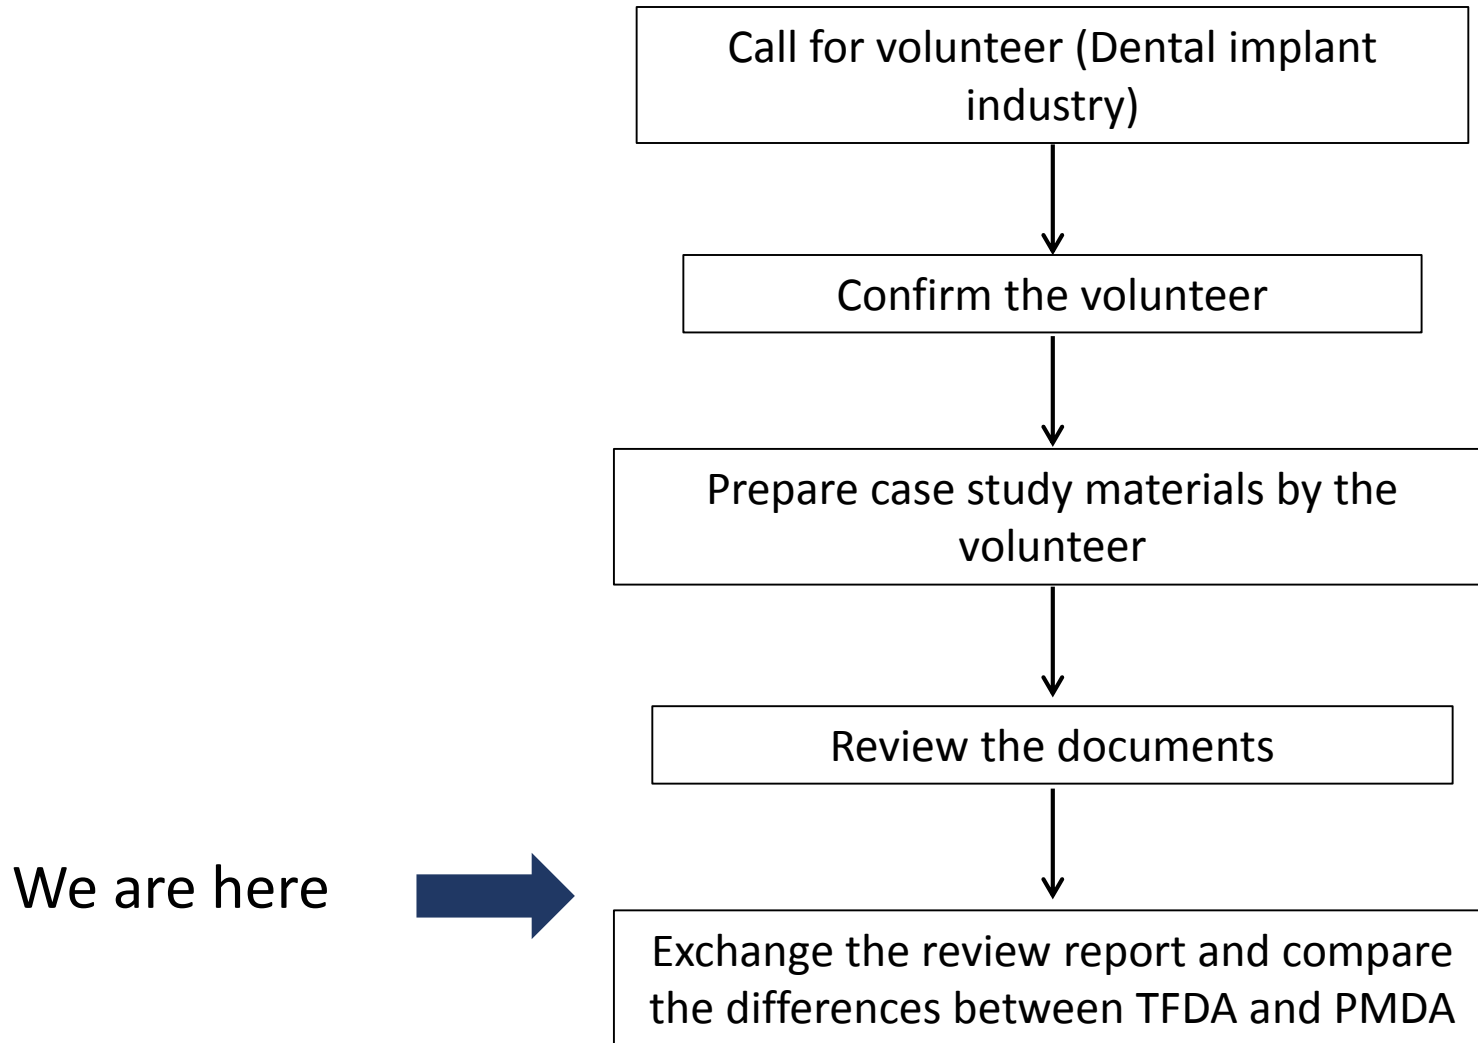 Call for volunteer (Dental implant
industry)
Confirm the volunteer
Prepare case study materials by the
volunteer
Review the documents
We are here
Exchange the review report and compare
the differences between TFDA and PMDA